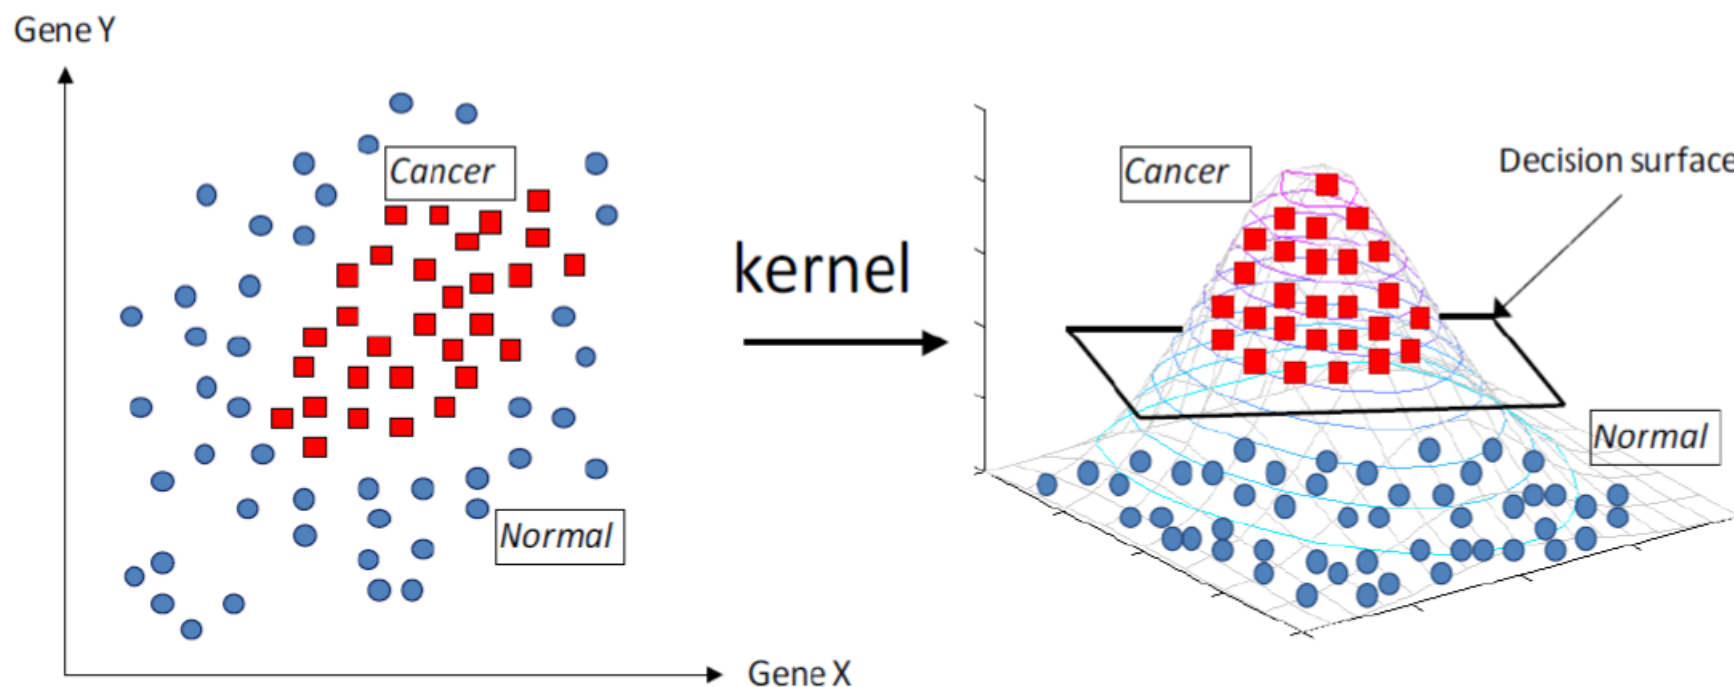 Gene Y
Cancer
Normal
Gene X
kernel
Cancer
Decision surface
Normal